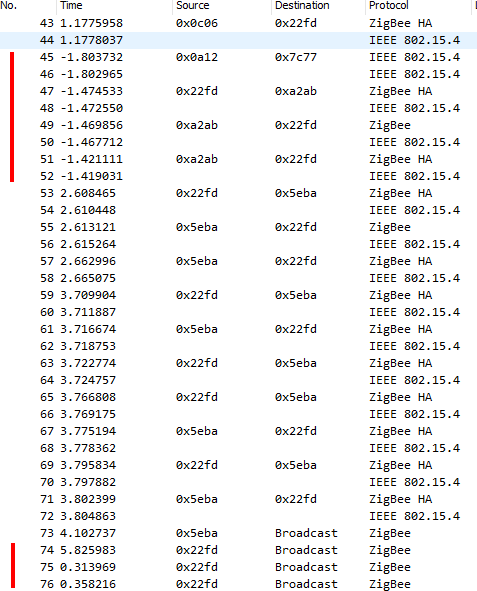 No. Time Source Destination Protocol
43 1.1775958 0x0c06 0x22fd ZigBee HA
44 1.1778037 IEEE 802.15.4
45 -1.803732 0x0a12 0x7c77 ZigBee
46 -1.802965 IEEE 802.15.4
47 -1.474533 0x22fd 0xa2ab ZigBee HA
48 -1.472550 IEEE 802.15.4
49 -1.469856 0xa2ab 0x22fd ZigBee
50 -1.467712 IEEE 802.15.4
51 -1.421111 0xa2ab 0x22fd ZigBee HA
52 -1.419031 IEEE 802.15.4
53 2.608465 0x22fd 0x5eba ZigBee HA
54 2.610448 IEEE 802.15.4
55 2.613121 0x5eba 0x22fd ZigBee
56 2.615264 IEEE 802.15.4
57 2.662996 0x5eba 0x22fd ZigBee HA
58 2.665075 IEEE 802.15.4
59 3.709904 0x22fd 0x5eba ZigBee HA
60 3.711887 IEEE 802.15.4
61 3.716674 0x5eba 0x22fd ZigBee HA
62 3.718753 IEEE 802.15.4
63 3.722774 0x22fd 0x5eba ZigBee HA
64 3.724757 IEEE 802.15.4
65 3.766808 0x22fd 0x5eba ZigBee HA
66 3.769175 IEEE 802.15.4
67 3.775194 0x5eba 0x22fd ZigBee HA
68 3.778362 IEEE 802.15.4
69 3.795834 0x22fd 0x5eba ZigBee HA
70 3.797882 IEEE 802.15.4
71 3.802399 0x5eba 0x22fd ZigBee HA
72 3.804863 IEEE 802.15.4
73 4.102737 0x5eba Broadcast ZigBee
74 5.825983 0x22fd Broadcast ZigBee
75 0.313969 0x22fd Broadcast ZigBee
76 0.358216 0x22fd Broadcast ZigBee